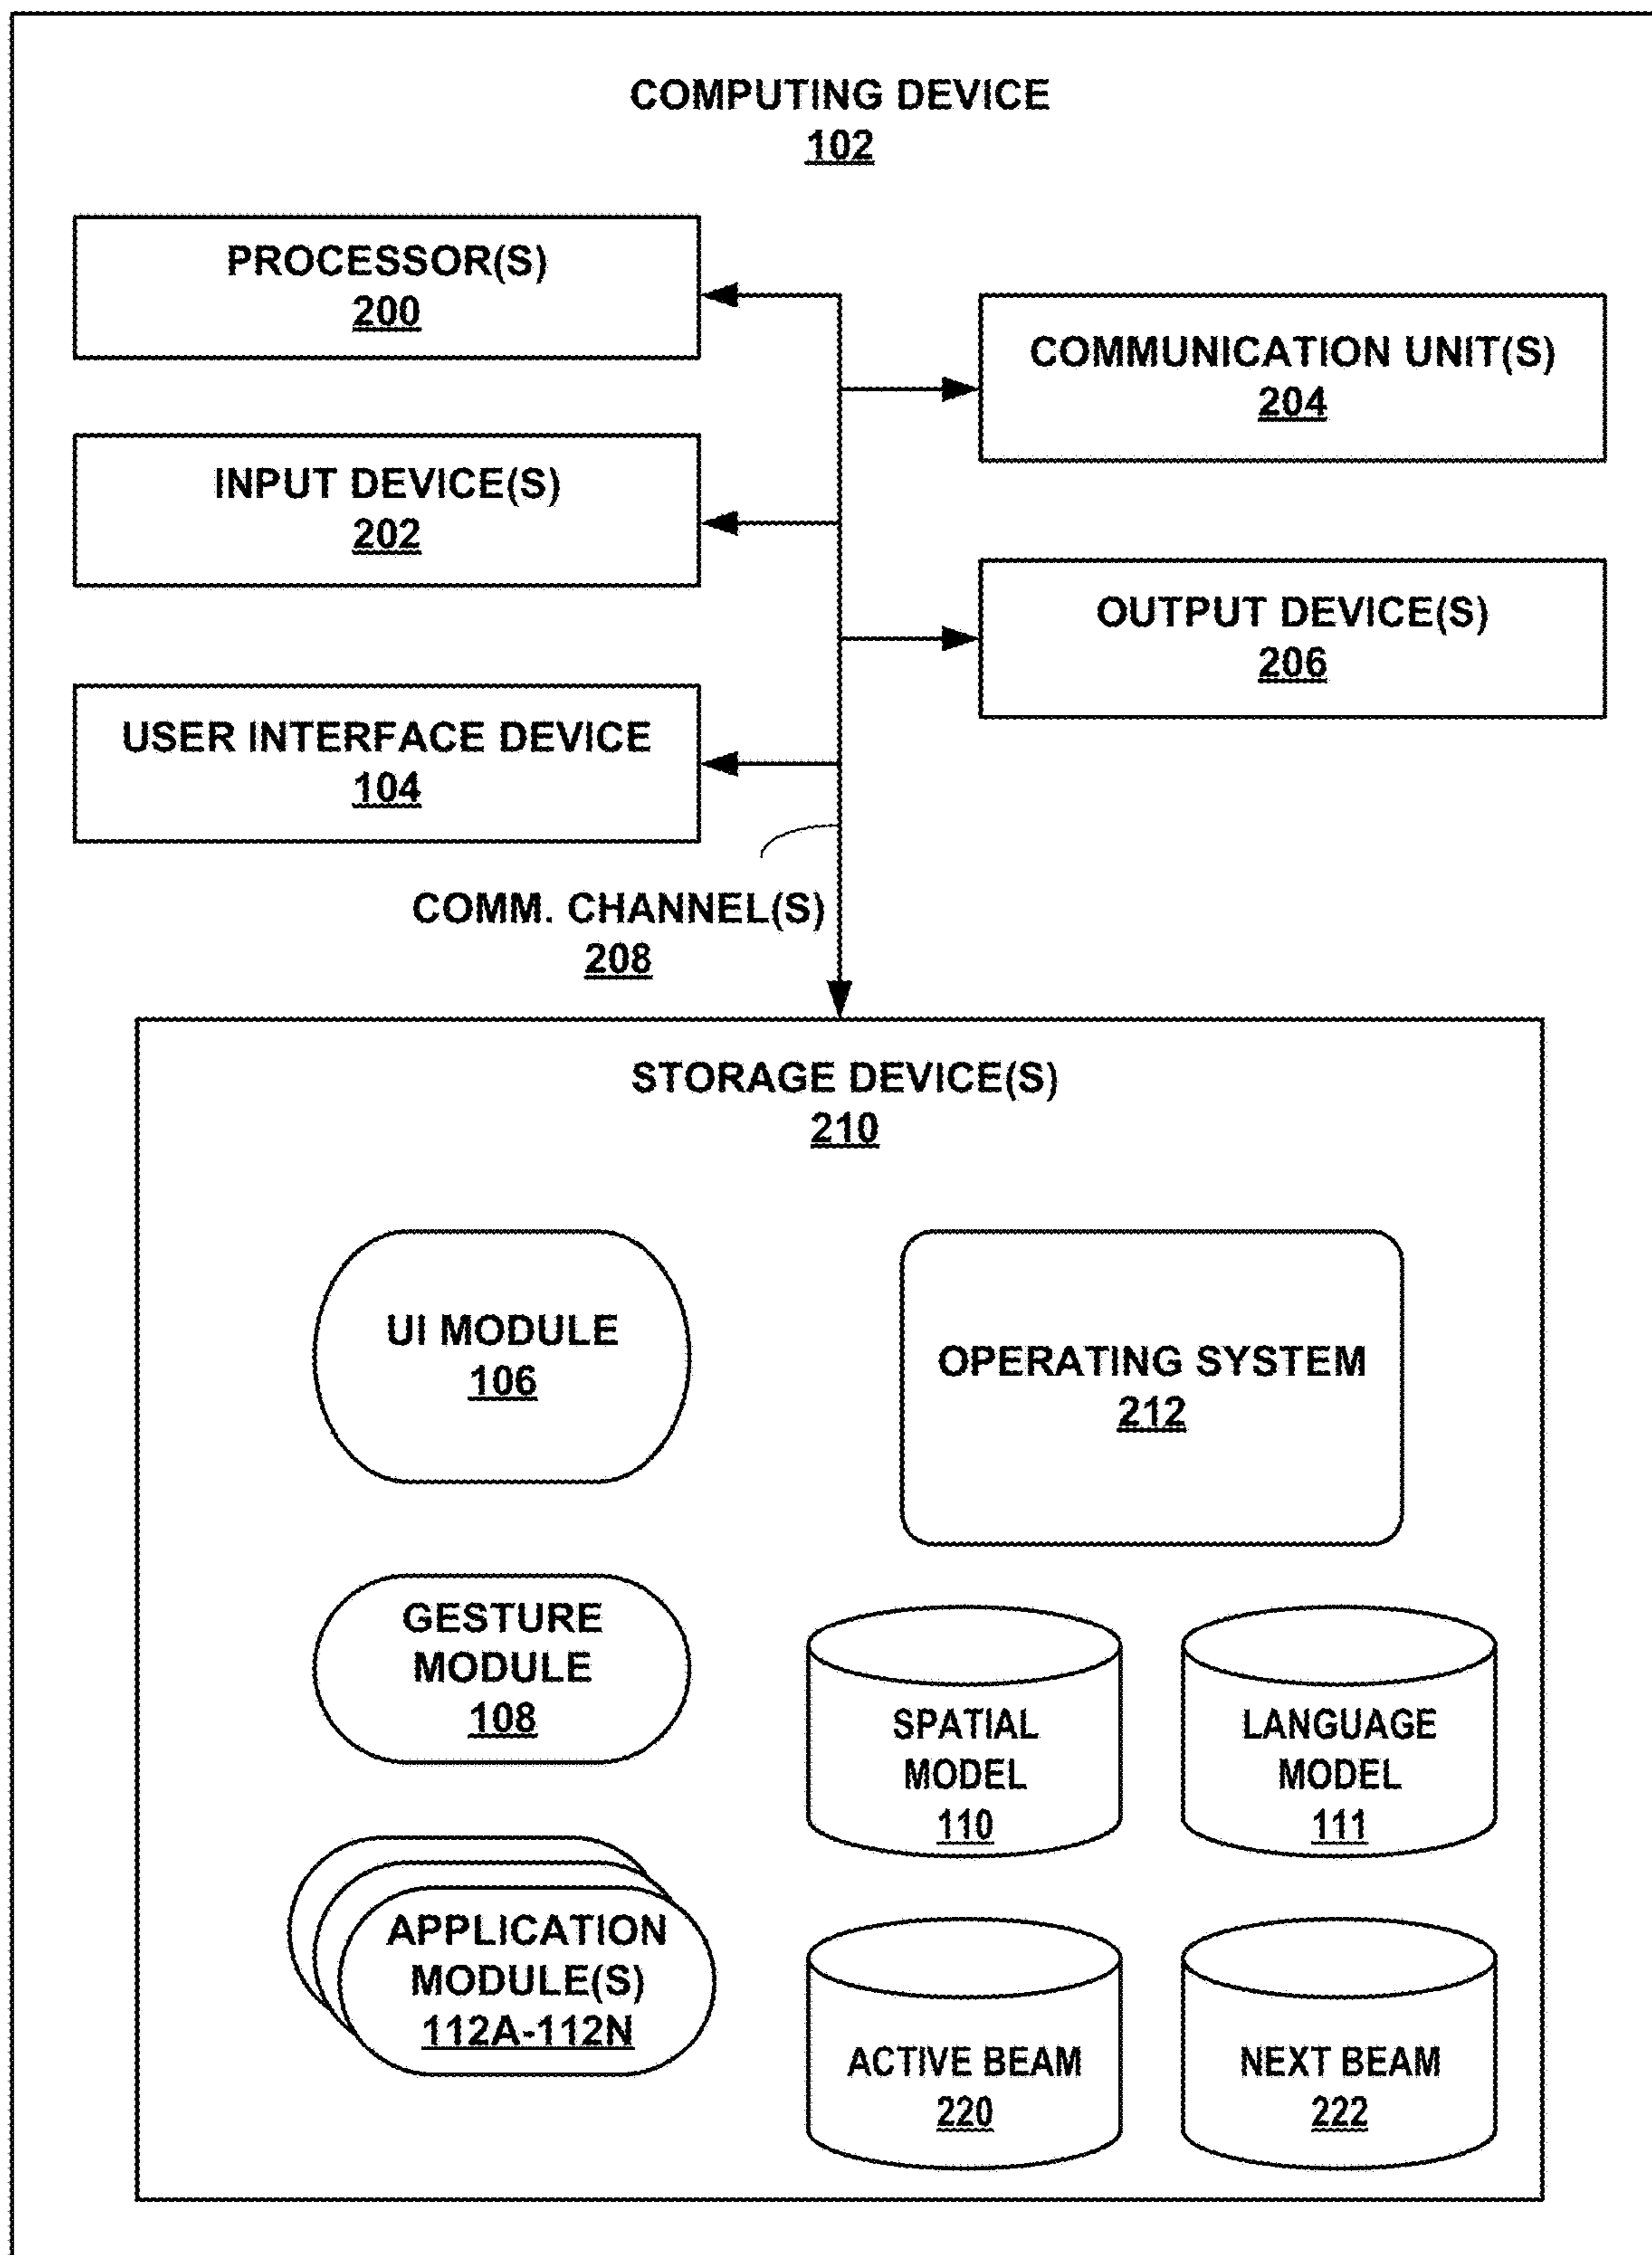 COMPUTING DEVICE
102
PROCESSOR(S)
200
COMMUNICATION UNIT(S)
204
INPUT DEVICE(S)
202
OUTPUT DEVICE(S)
206
USER INTERFACE DEVICE
104
COMM. CHANNEL(S)
208
STORAGE DEVICE(S)
210
UI MODULE
106
OPERATING SYSTEM
212
GESTURE
MODULE
108
SPATIAL
MODEL
110
LANGUAGE
MODEL
111
APPLICATION
MODULE(S)
112A-112N
ACTIVE BEAM
220
NEXT BEAM
222